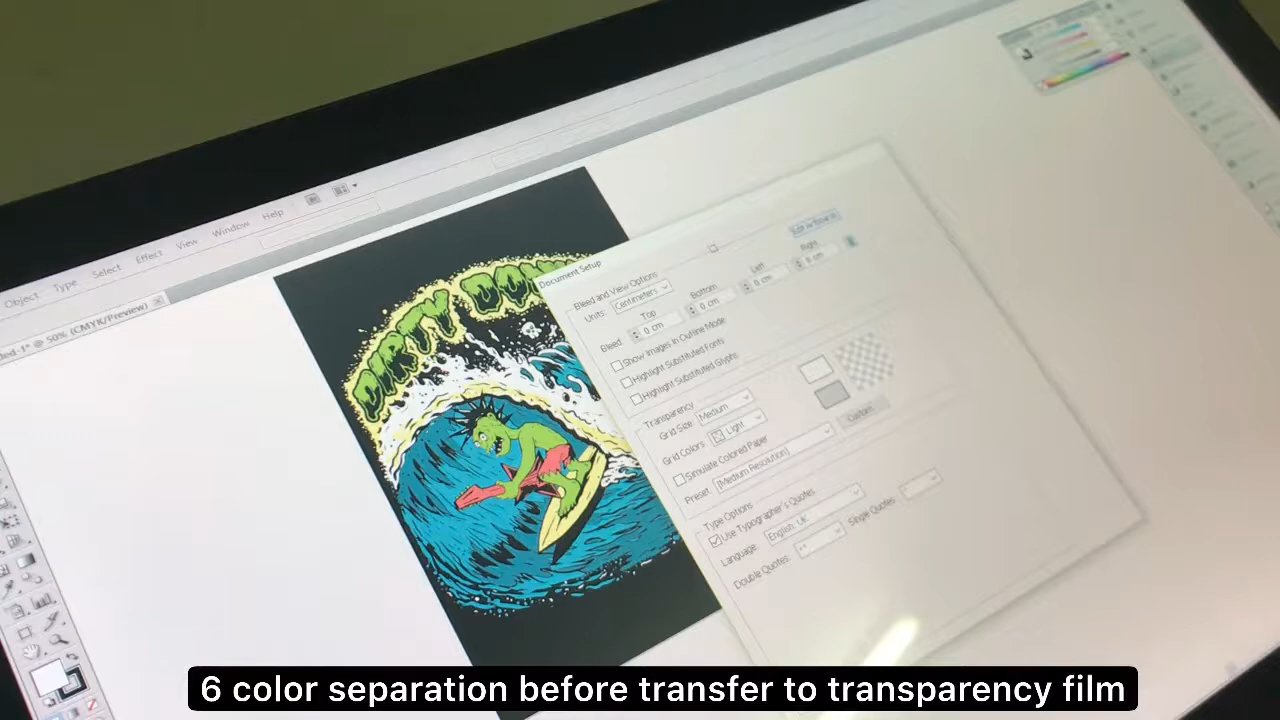 Object Type Select Effect View Window Help
ded-1* @ 50% (CMYK/Preview)
DIRTY DON
Document Setup
Bleed and View Options
Units: Centimeters
Top Bottom Left Right
Bleed: 0 cm 0 cm 0 cm 0 cm
Show Images In Outline Mode
Highlight Substituted Fonts
Highlight Substituted Glyphs
Transparency
Grid Size: Medium
Grid Colors: Light
Custom
Simulate Colored Paper
Preset: [Medium Resolution]
Type Options
Use Typographer's Quotes
Language: English: UK
Double Quotes: Single Quotes:
6 color separation before transfer to transparency film